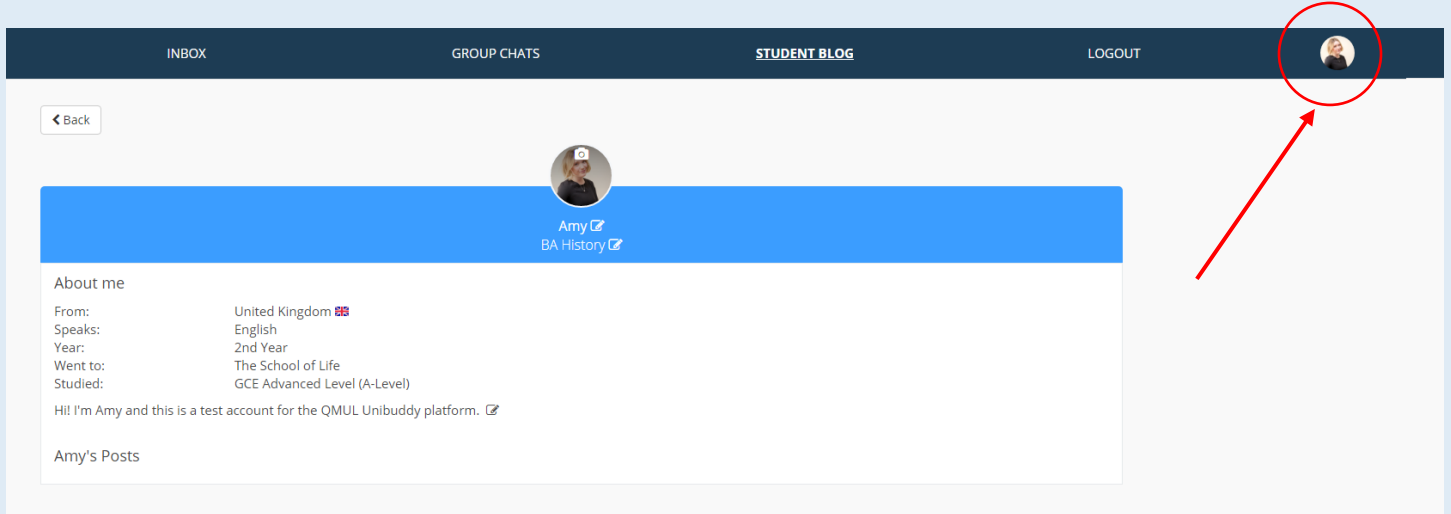 INBOX GROUP CHATS STUDENT BLOG LOGOUT
Back
Amy
BA History
About me
From: United Kingdom
Speaks: English
Year: 2nd Year
Went to: The School of Life
Studied: GCE Advanced Level (A-Level)
Hi! I'm Amy and this is a test account for the QMUL Unibuddy platform.
Amy's Posts